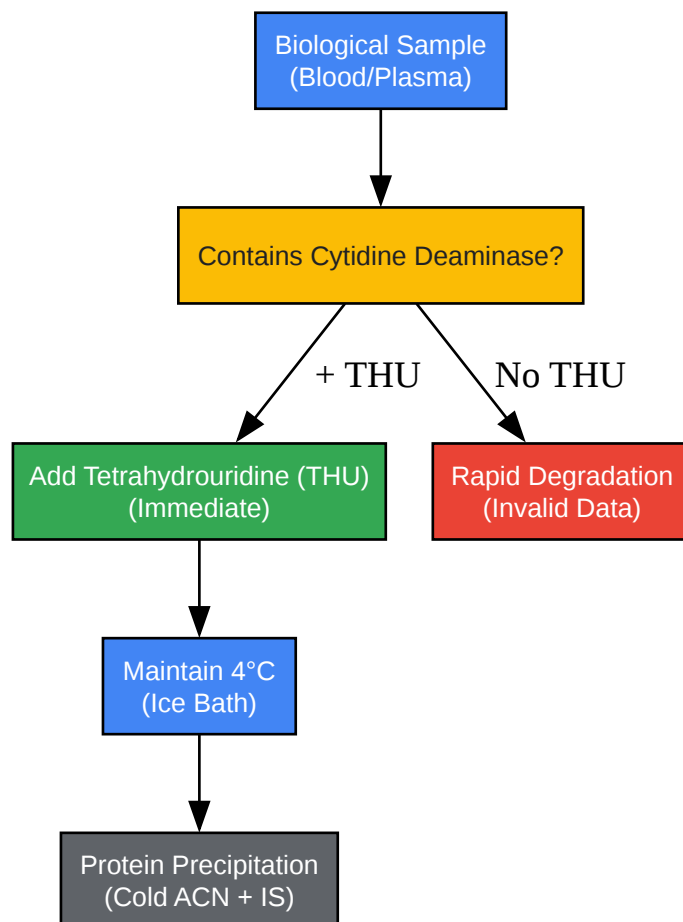 Biological Sample
(Blood/Plasma)
Contains Cytidine Deaminase?
+ THU
No THU
Add Tetrahydrouridine (THU)
(Immediate)
Rapid Degradation
(Invalid Data)
Maintain 4°C
(Ice Bath)
Protein Precipitation
(Cold ACN + IS)